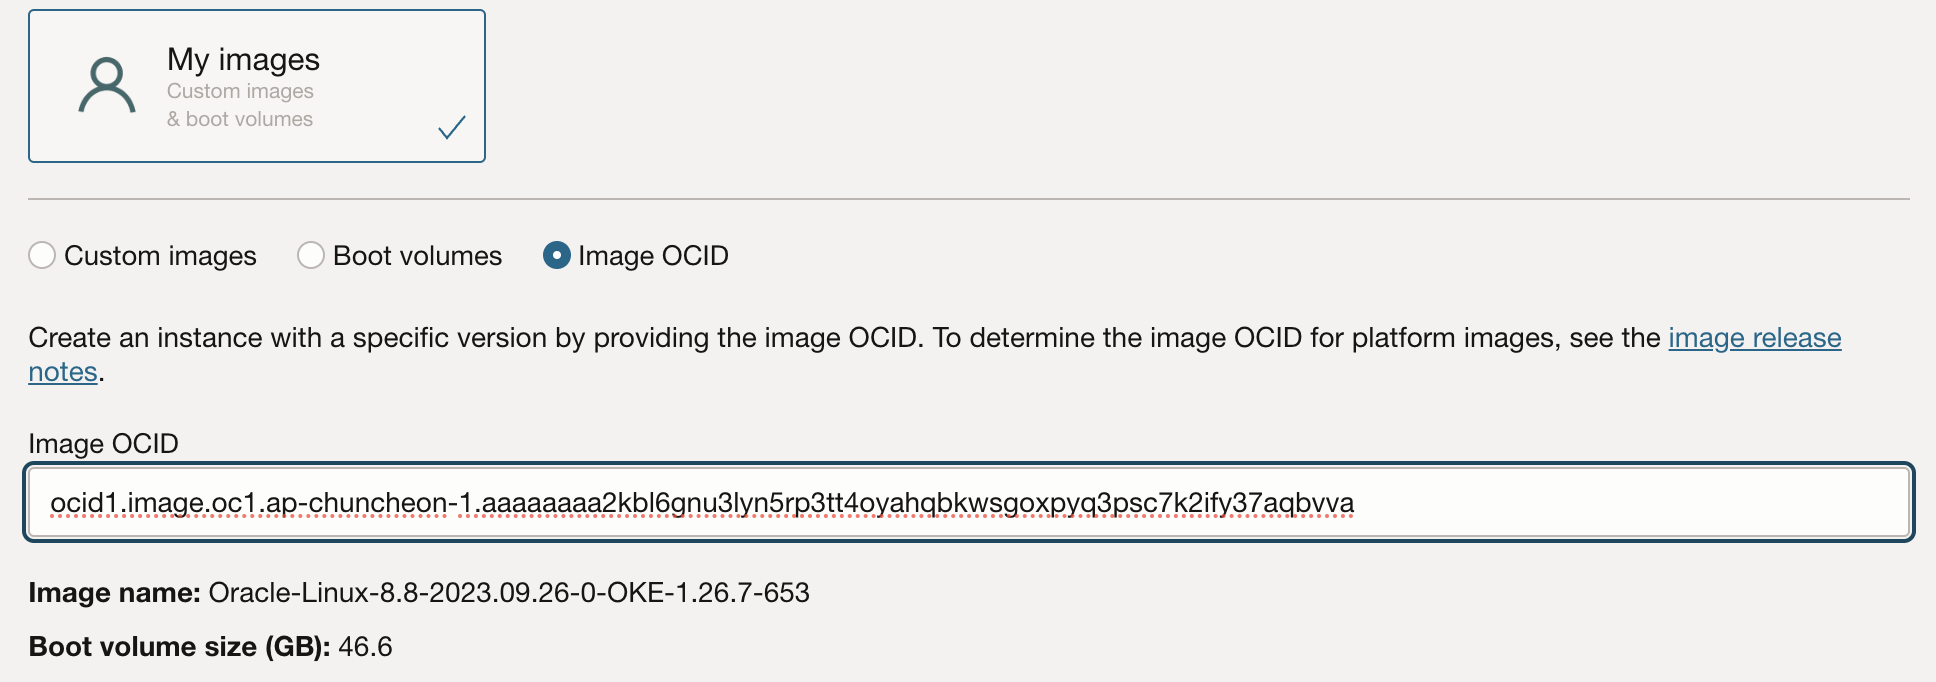 My images
Custom images
& boot volumes
Custom images
Boot volumes
Image OCID
Create an instance with a specific version by providing the image OCID. To determine the image OCID for platform images, see the image release
notes.
Image OCID
ocid1.image.oc1.ap-chuncheon-1.aaaaaaaa2kbl6gnu3lyn5rp3tt4oyahqbkwsgoxpyq3psc7k2ify37aqbvva
Image name: Oracle-Linux-8.8-2023.09.26-0-OKE-1.26.7-653
Boot volume size (GB): 46.6